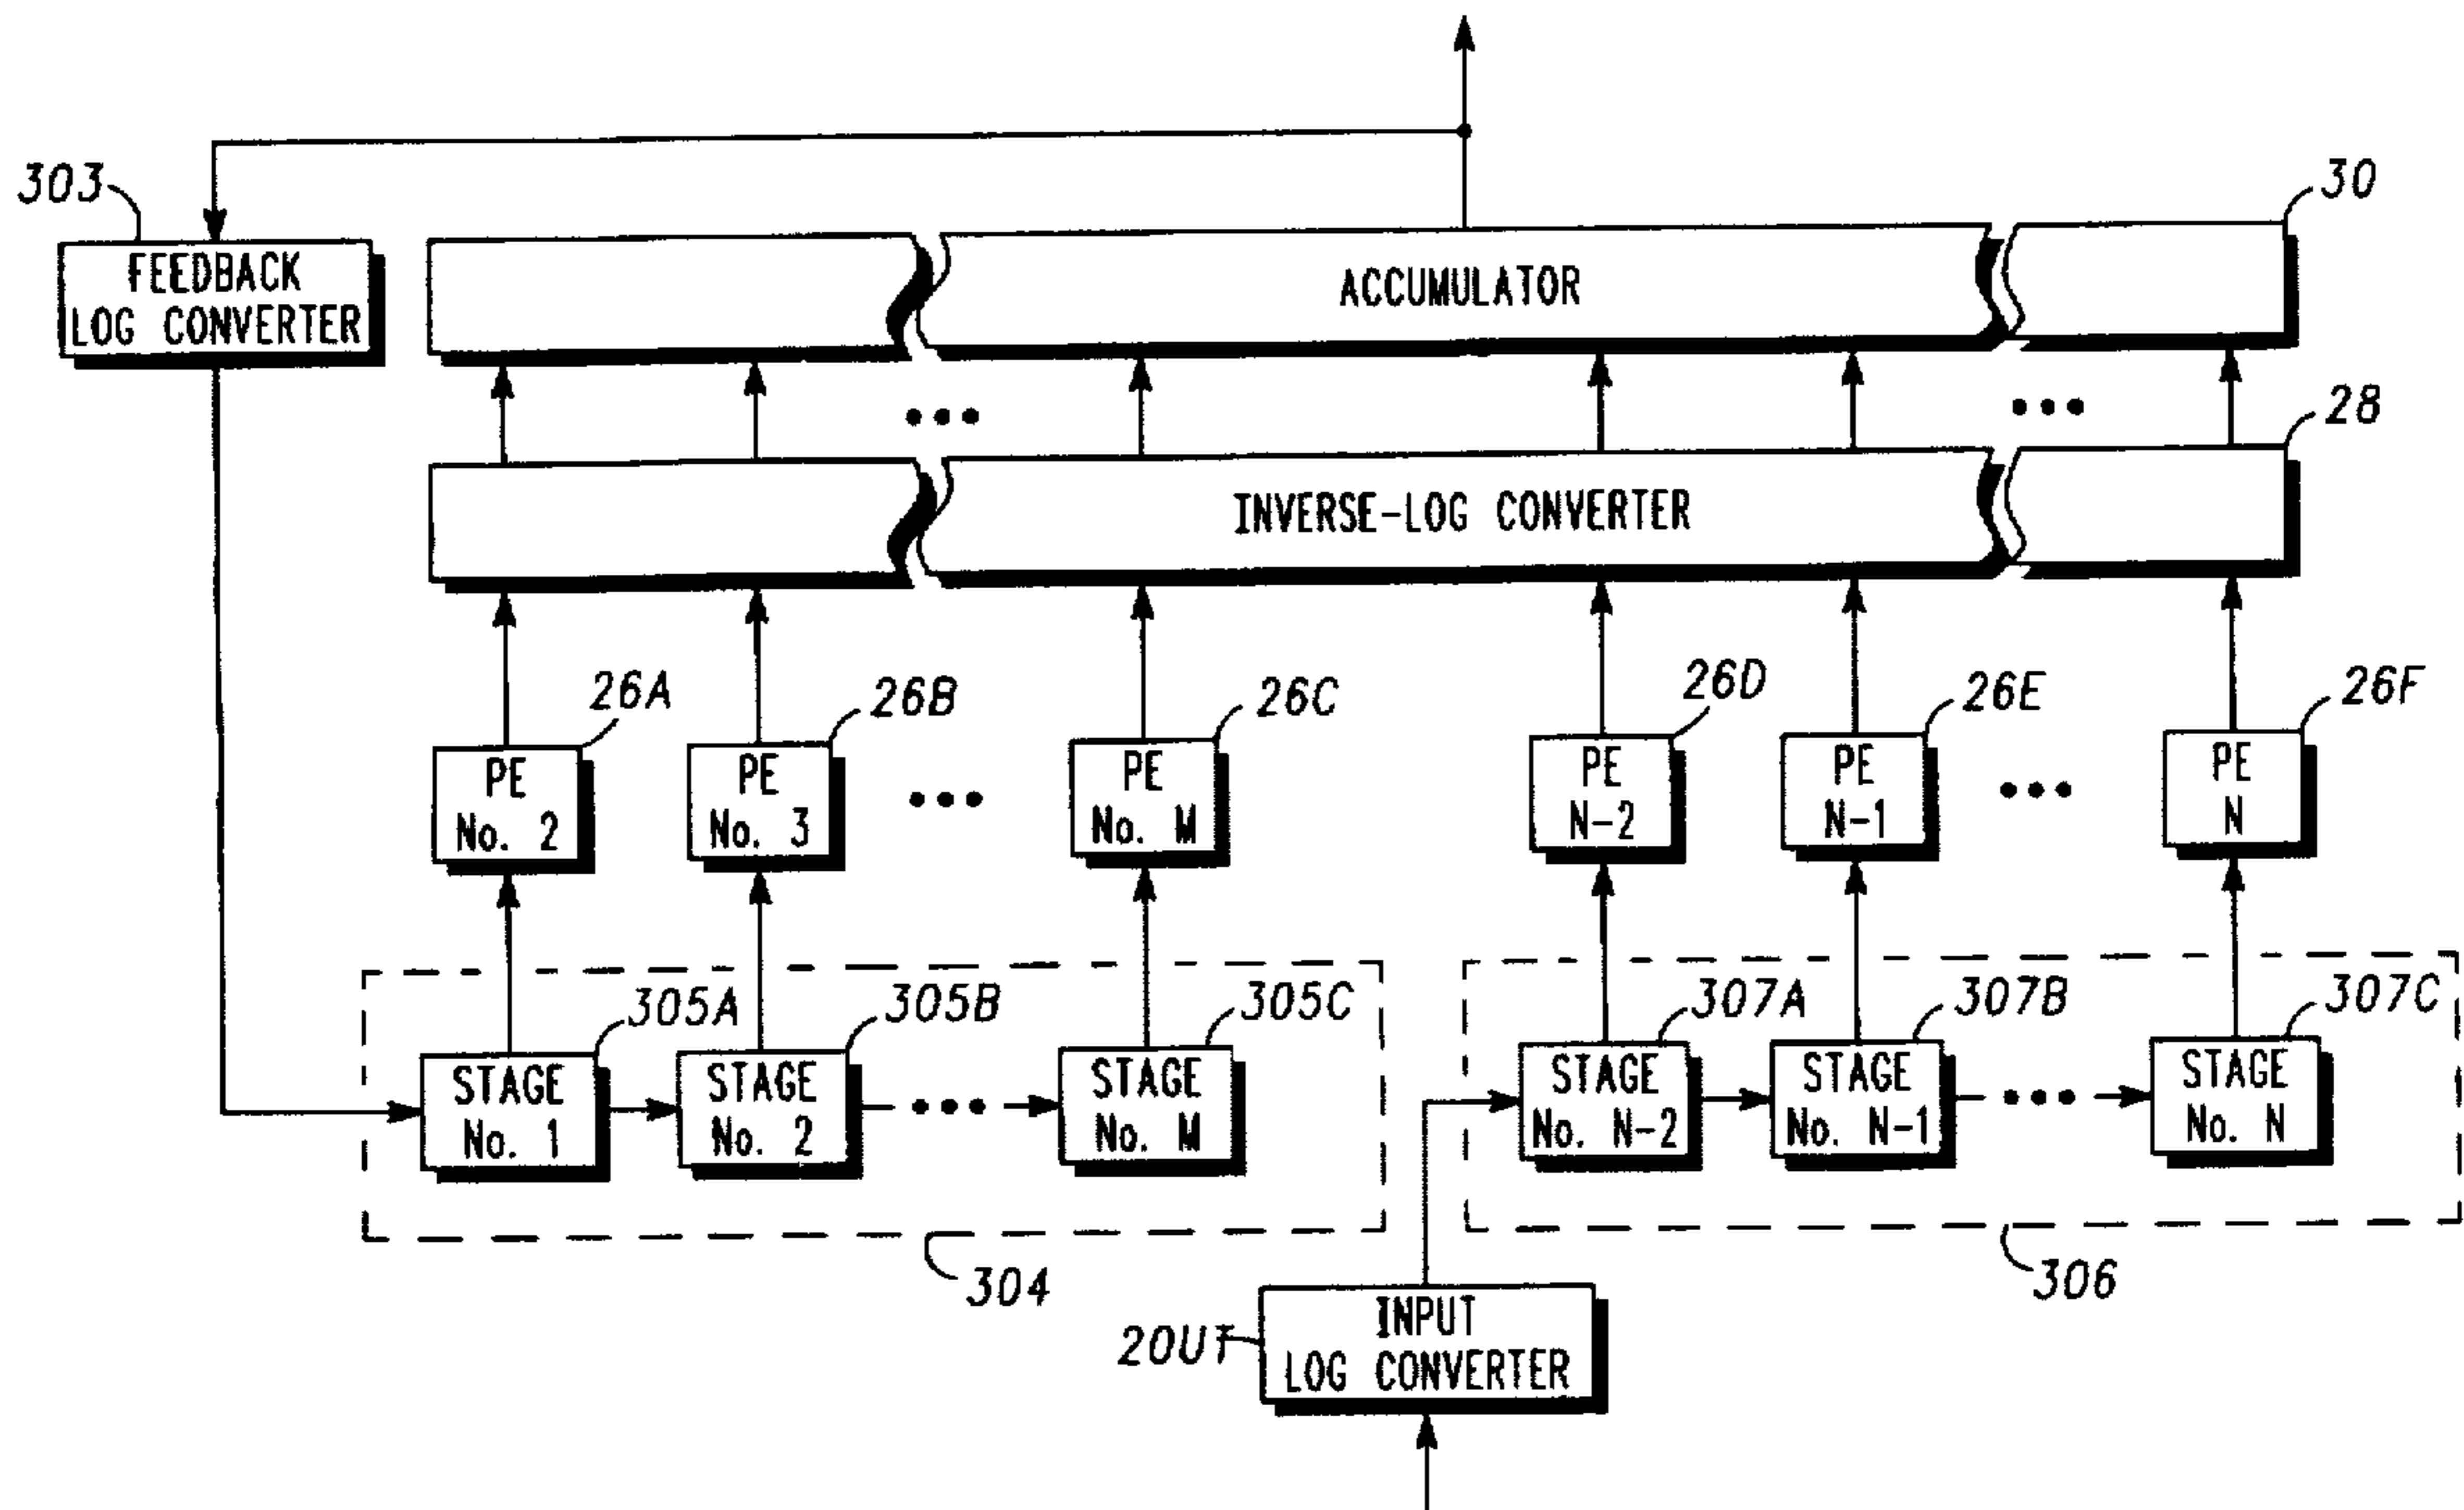 303
30
FEEDBACK
LOG CONVERTER
ACCUMULATOR
28
INVERSE-LOG CONVERTER
26A
26B
26C
26D
26E
26F
PE
No. 2
PE
No. 3
PE
No. M
PE
N-2
PE
N-1
PE
N
305A
305B
305C
307A
307B
307C
STAGE
No. 1
STAGE
No. 2
STAGE
No. M
STAGE
No. N-2
STAGE
No. N-1
STAGE
No. N
304
306
20UT
INPUT
LOG CONVERTER